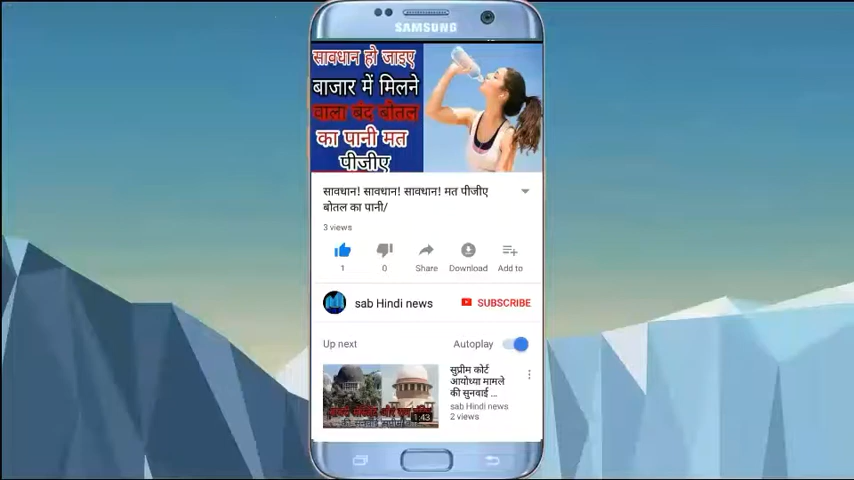 SAMSUNG
सावधान हो जाइए
बाजार में मिलने
वाला बंद बोतल
का पानी मत
पीजीए
सावधान! सावधान! सावधान! मत पीजीए
बोतल का पानी/
3 views
1
0
Share
Download
Add to
sab Hindi news
SUBSCRIBE
Up next
Autoplay
सुप्रीम कोर्ट
आयोध्या मामले
की सुनवाई ...
sab Hindi news
2 views
1:43